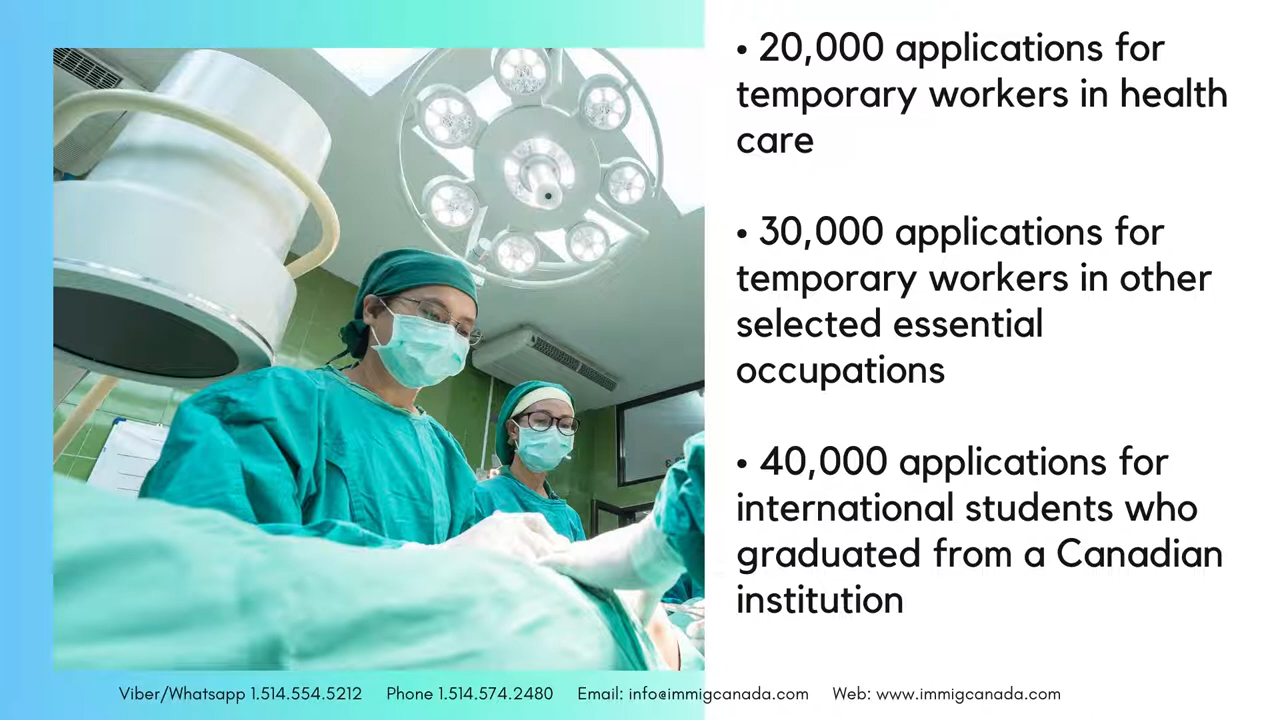 • 20,000 applications for
temporary workers in health
care
• 30,000 applications for
temporary workers in other
selected essential
occupations
• 40,000 applications for
international students who
graduated from a Canadian
institution
Viber/Whatsapp 1.514.554.5212 Phone 1.514.574.2480 Email: info@immigcanada.com Web: www.immigcanada.com